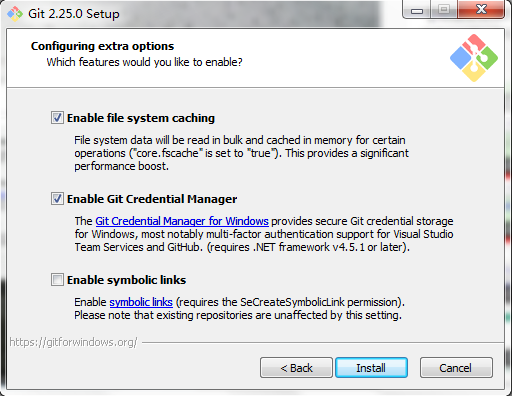 Git 2.25.0 Setup
Configuring extra options
Which features would you like to enable?
Enable file system caching
File system data will be read in bulk and cached in memory for certain
operations ("core.fscache" is set to "true"). This provides a significant
performance boost.
Enable Git Credential Manager
The Git Credential Manager for Windows provides secure Git credential storage
for Windows, most notably multi-factor authentication support for Visual Studio
Team Services and GitHub. (requires .NET framework v4.5.1 or later).
Enable symbolic links
Enable symbolic links (requires the SeCreateSymbolicLink permission).
Please note that existing repositories are unaffected by this setting.
https://gitforwindows.org/
< Back Install Cancel